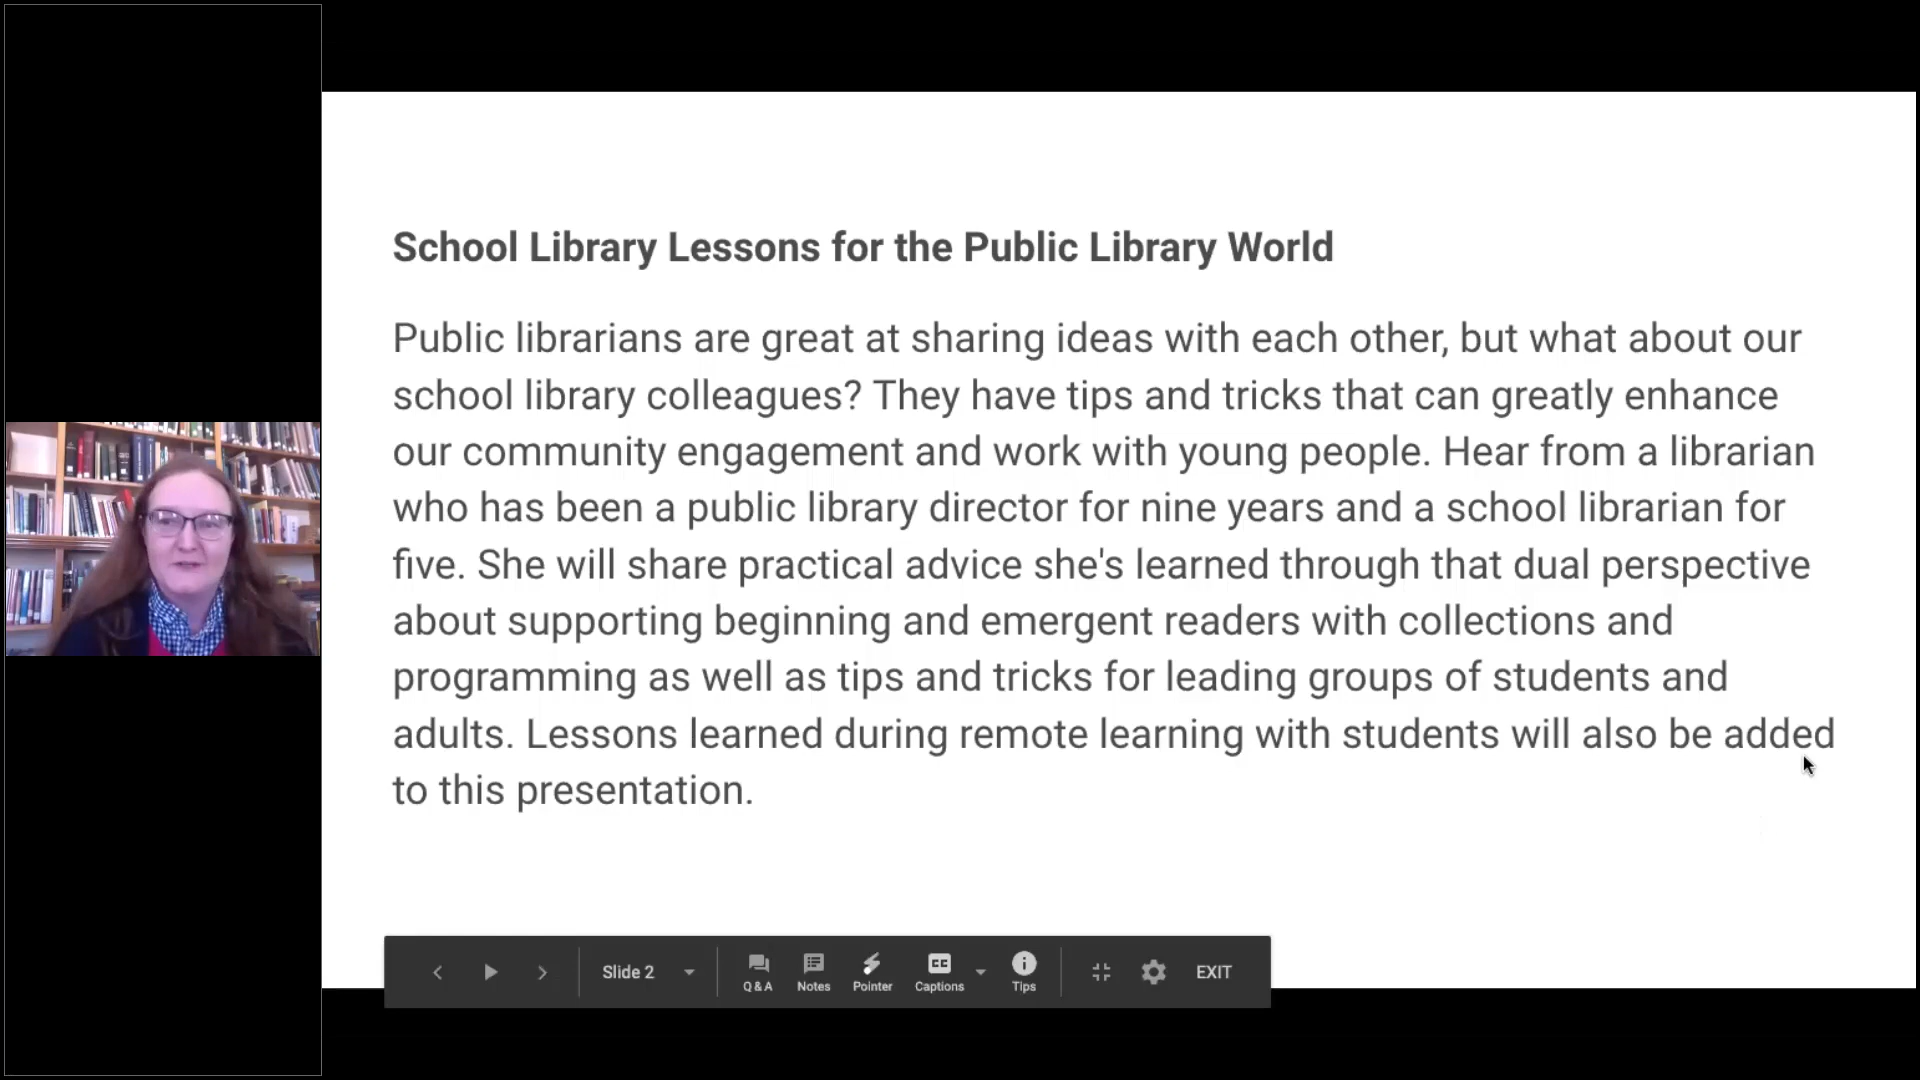 School Library Lessons for the Public Library World
Public librarians are great at sharing ideas with each other, but what about our
school library colleagues? They have tips and tricks that can greatly enhance
our community engagement and work with young people. Hear from a librarian
who has been a public library director for nine years and a school librarian for
five. She will share practical advice she's learned through that dual perspective
about supporting beginning and emergent readers with collections and
programming as well as tips and tricks for leading groups of students and
adults. Lessons learned during remote learning with students will also be added
to this presentation.
Slide 2
Q & A
Notes
Pointer
CC
Captions
Tips
EXIT